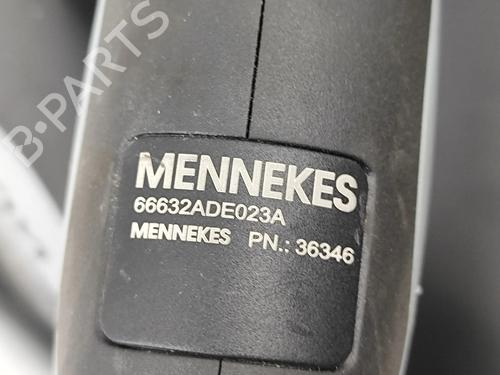 B-PARTS
MENNEKES
66632ADE023A
MENNEKES PN.: 36346